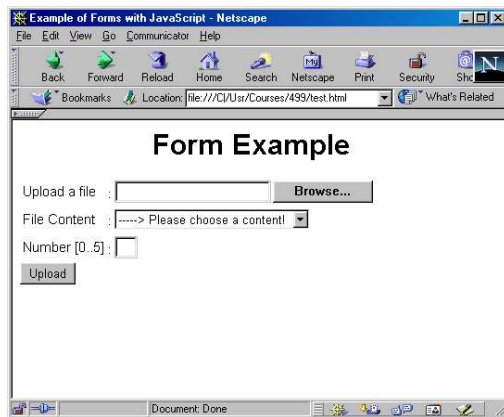 Example of Forms with JavaScript - Netscape
File Edit View Go Communicator Help
Back Forward Reload Home Search Netscape Print Security
My
N
Bookmarks Location: file:///C|/Usr/Courses/499/test.html What's Related
Form Example
Upload a file : Browse...
File Content : -----> Please choose a content!
Number [0..5] :
Upload
Document: Done